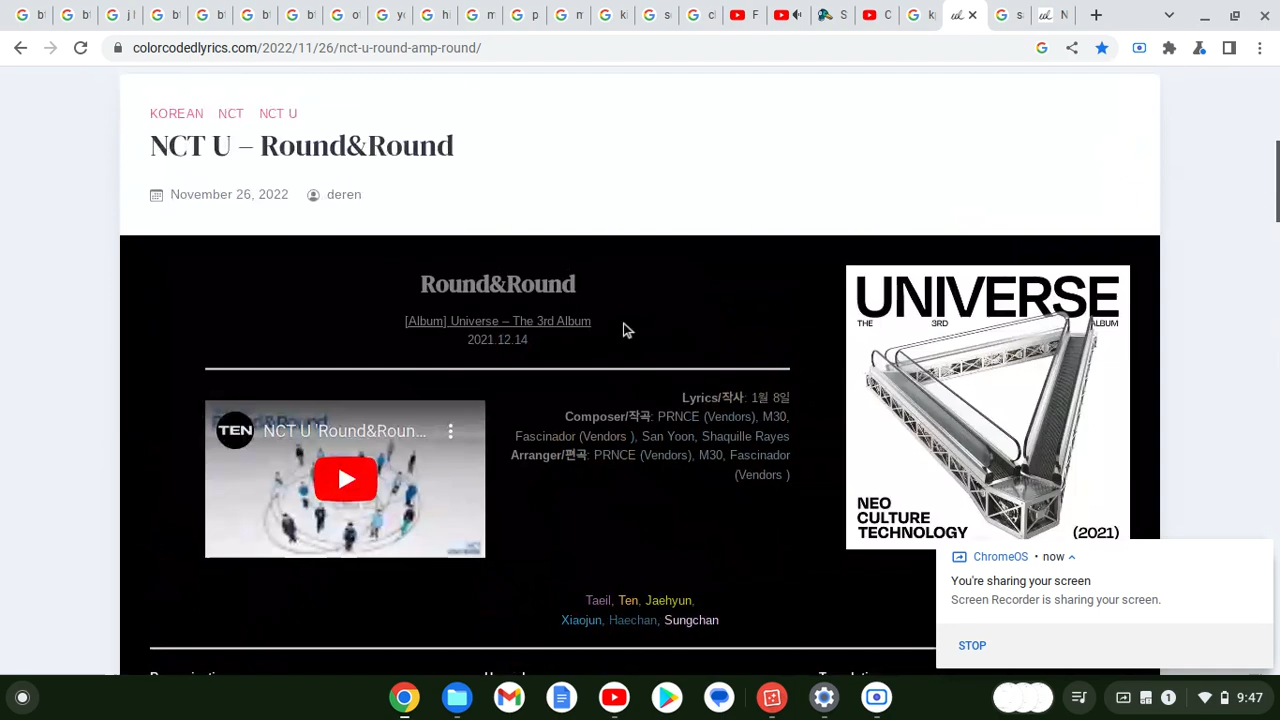 colorcodedlyrics.com/2022/11/26/nct-u-round-amp-round/
KOREAN NCT NCT U
NCT U – Round&Round
November 26, 2022 deren
Round&Round
[Album] Universe – The 3rd Album
2021.12.14
Lyrics/작사: 1월 8일
Composer/작곡: PRNCE (Vendors), M30,
Fascinador (Vendors ), San Yoon, Shaquille Rayes
Arranger/편곡: PRNCE (Vendors), M30, Fascinador
(Vendors )
TEN NCT U 'Round&Roun...
UNIVERSE
THE 3RD ALBUM
NEO
CULTURE
TECHNOLOGY (2021)
Taeil, Ten, Jaehyun,
Xiaojun, Haechan, Sungchan
ChromeOS • now
You're sharing your screen
Screen Recorder is sharing your screen.
STOP
1 9:47